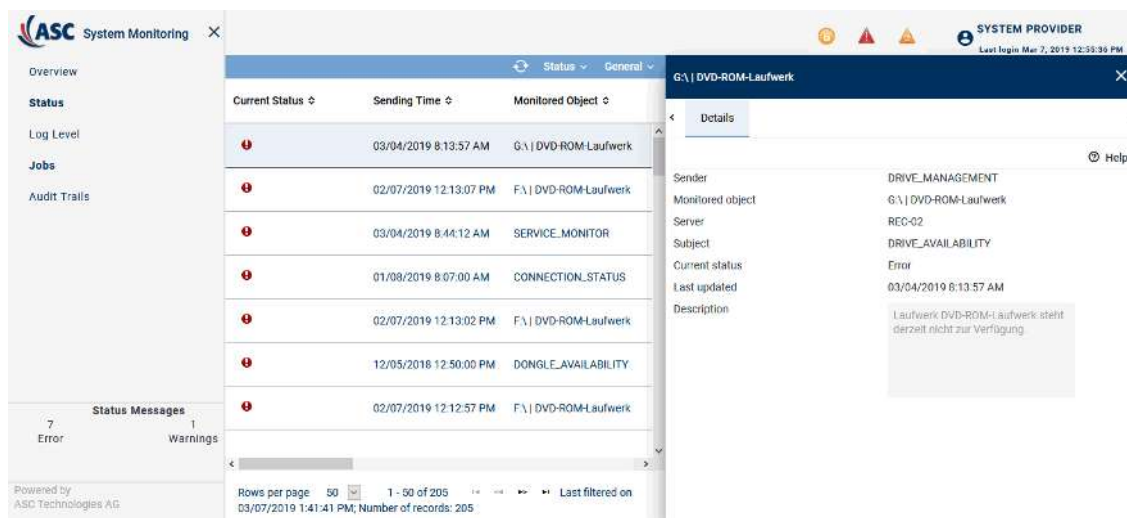 ASC System Monitoring
SYSTEM PROVIDER
Last login Mar 7, 2019 12:55:36 PM
Overview
Status
Log Level
Jobs
Audit Trails
Status General
Current Status Sending Time Monitored Object
03/04/2019 8:13:57 AM G:\ | DVD-ROM-Laufwerk
02/07/2019 12:13:07 PM F:\ | DVD-ROM-Laufwerk
03/04/2019 8:44:12 AM SERVICE_MONITOR
01/08/2019 8:07:00 AM CONNECTION_STATUS
02/07/2019 12:13:02 PM F:\ | DVD-ROM-Laufwerk
12/05/2018 12:50:00 PM DONGLE_AVAILABILITY
02/07/2019 12:12:57 PM F:\ | DVD-ROM-Laufwerk
Rows per page 50 1 - 50 of 205 Last filtered on
03/07/2019 1:41:41 PM; Number of records: 205
G:\ | DVD-ROM-Laufwerk
Details
Help
Sender DRIVE_MANAGEMENT
Monitored object G:\ | DVD-ROM-Laufwerk
Server REC-02
Subject DRIVE_AVAILABILITY
Current status Error
Last updated 03/04/2019 8:13:57 AM
Description Laufwerk DVD-ROM-Laufwerk steht
derzeit nicht zur Verfügung.
Status Messages
7 1
Error Warnings
Powered by
ASC Technologies AG